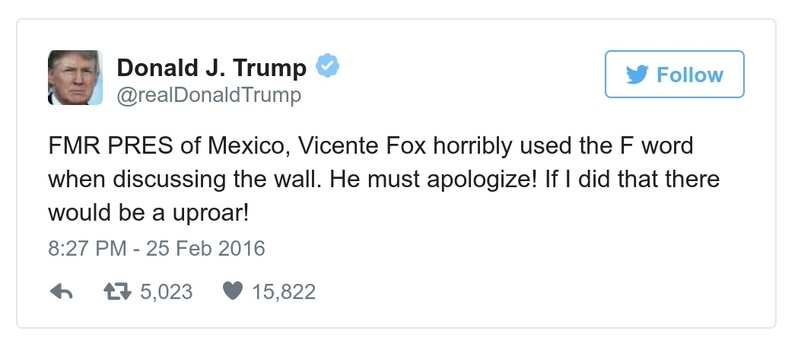 Donald J. Trump
@realDonaldTrump
Follow
FMR PRES of Mexico, Vicente Fox horribly used the F word
when discussing the wall. He must apologize! If I did that there
would be a uproar!
8:27 PM - 25 Feb 2016
5,023 15,822